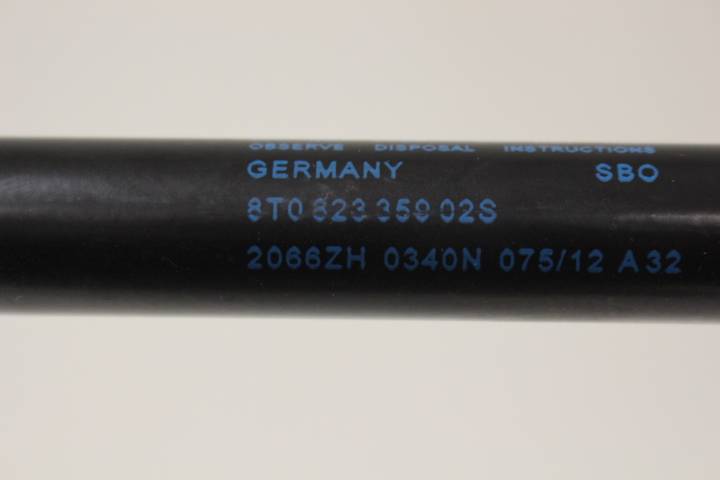 OBSERVE DISPOSAL INSTRUCTIONS
GERMANY SBO
8T0 823 359 02S
2066ZH 0340N 075/12 A32